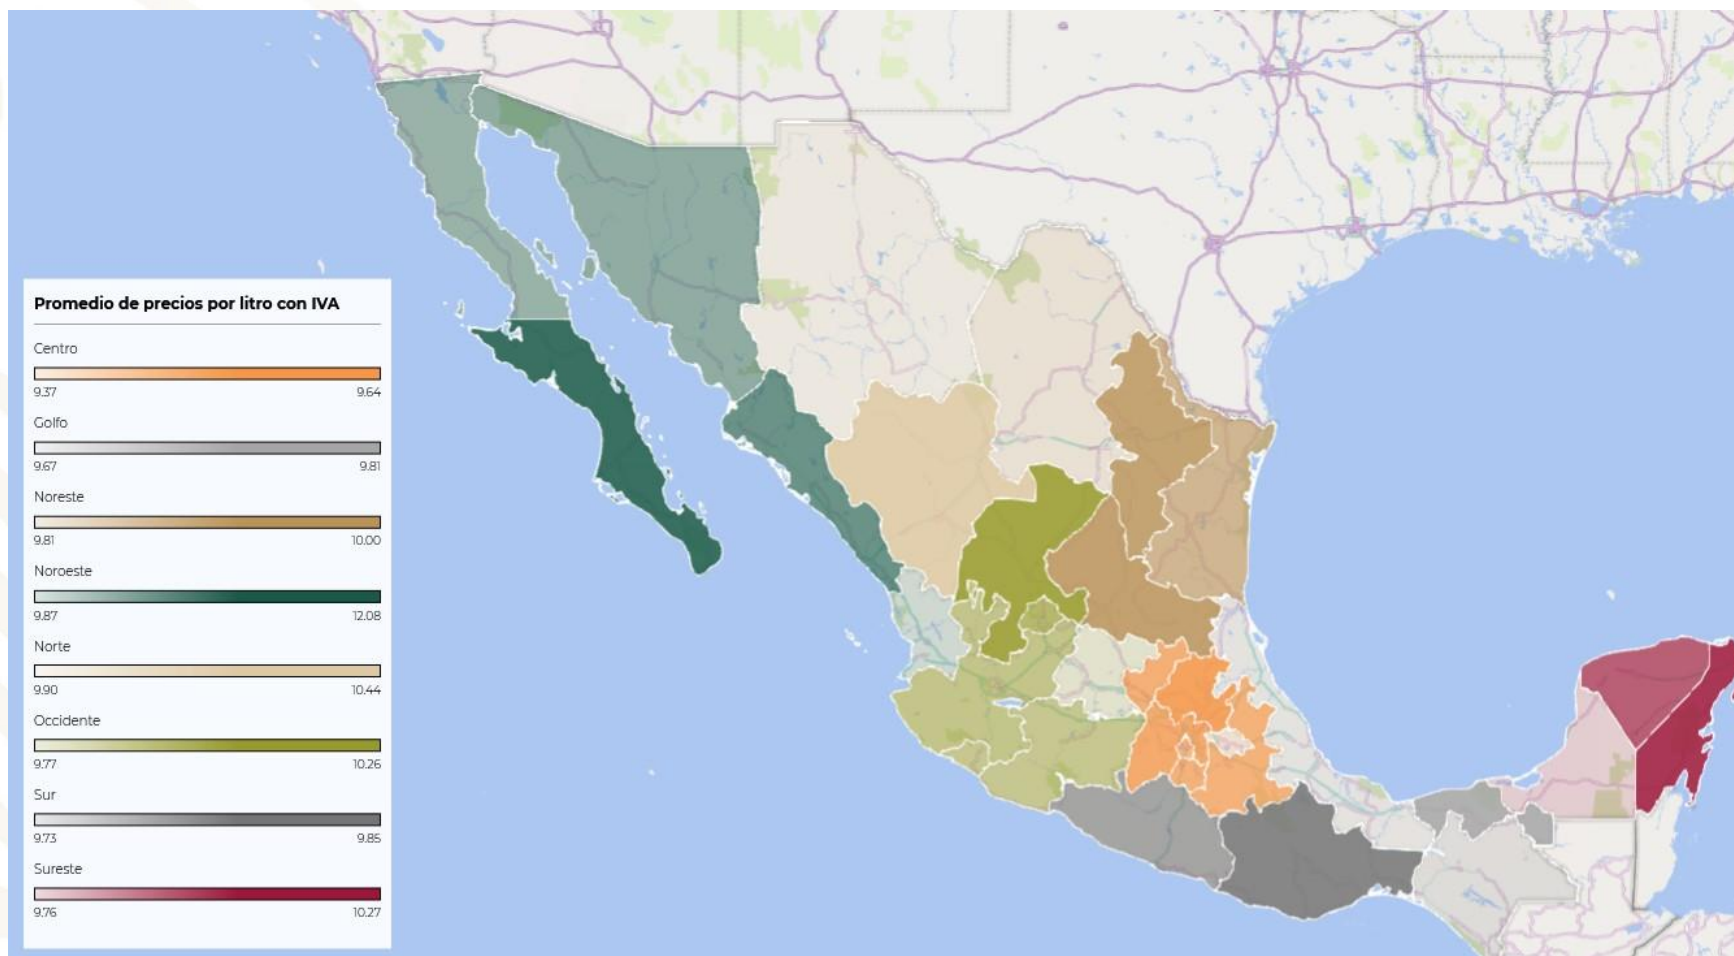 Promedio de precios por litro con IVA
Centro
9.37 9.64
Golfo
9.67 9.81
Noreste
9.81 10.00
Noroeste
9.87 12.08
Norte
9.90 10.44
Occidente
9.77 10.26
Sur
9.73 9.85
Sureste
9.76 10.27